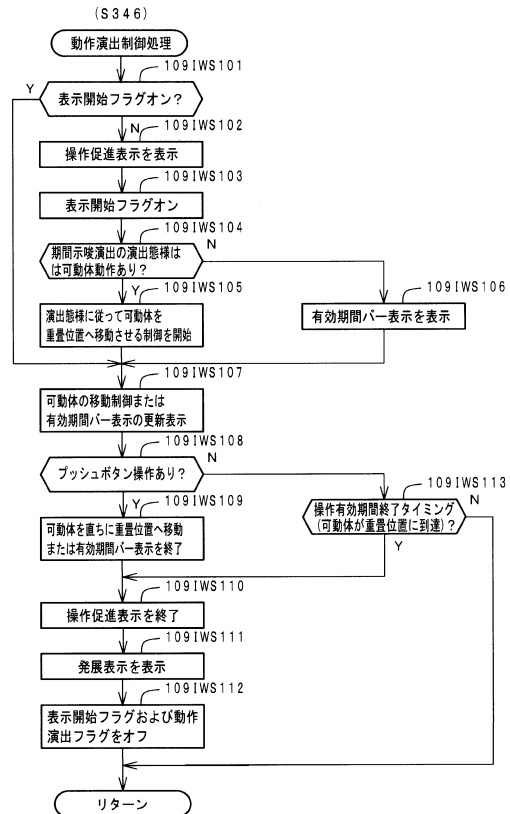 (S346)
動作演出制御処理
109IWS101
Y
表示開始フラグオン?
N
109IWS102
操作促進表示を表示
109IWS103
表示開始フラグオン
109IWS104
期間示唆演出の演出態様は
は可動体動作あり?
N
Y
109IWS105
演出態様に従って可動体を
重畳位置へ移動させる制御を開始
109IWS106
有効期間バー表示を表示
109IWS107
可動体の移動制御または
有効期間バー表示の更新表示
109IWS108
プッシュボタン操作あり?
N
Y
109IWS109
可動体を直ちに重畳位置へ移動
または有効期間バー表示を終了
109IWS113
操作有効期間終了タイミング
(可動体が重畳位置に到達)?
N
Y
109IWS110
操作促進表示を終了
109IWS111
発展表示を表示
109IWS112
表示開始フラグおよび動作
演出フラグをオフ
リターン